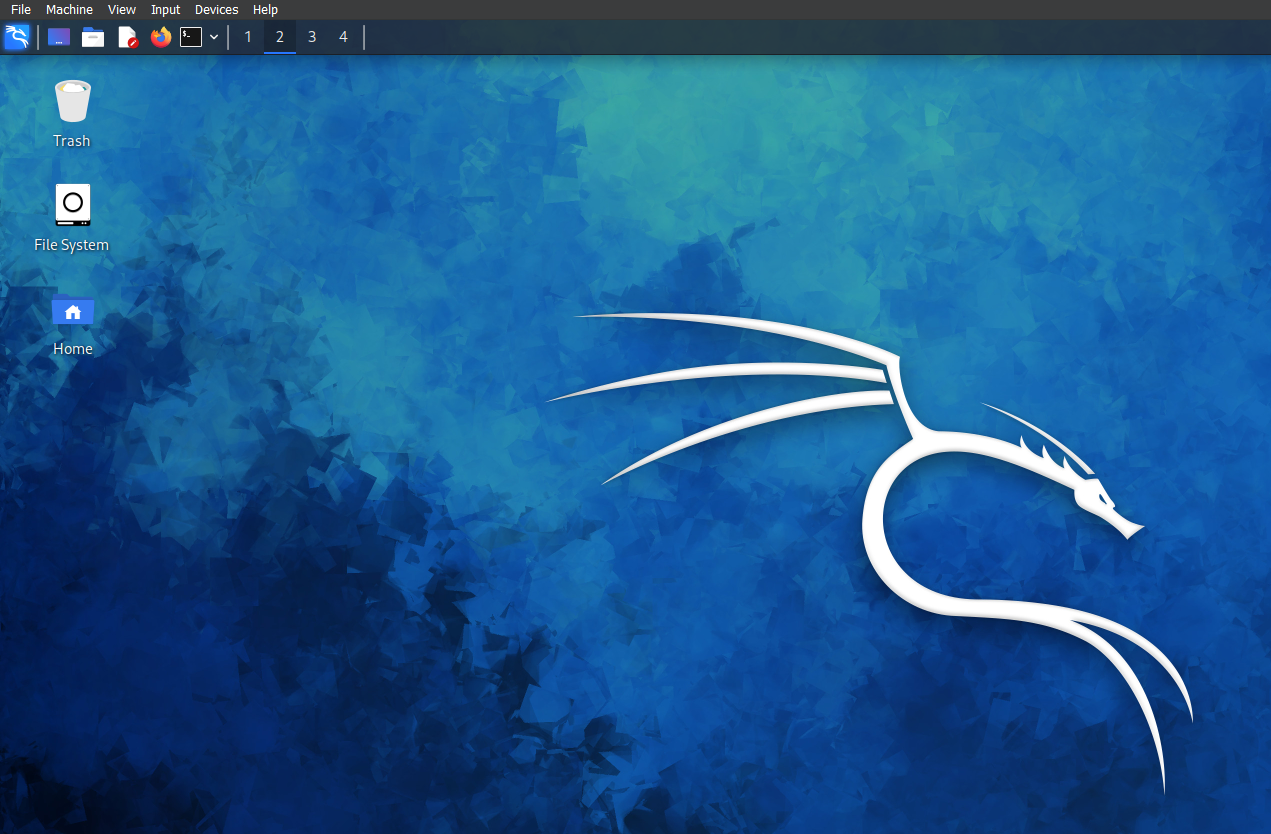 File Machine View Input Devices Help
$_ 1 2 3 4
Trash
File System
Home